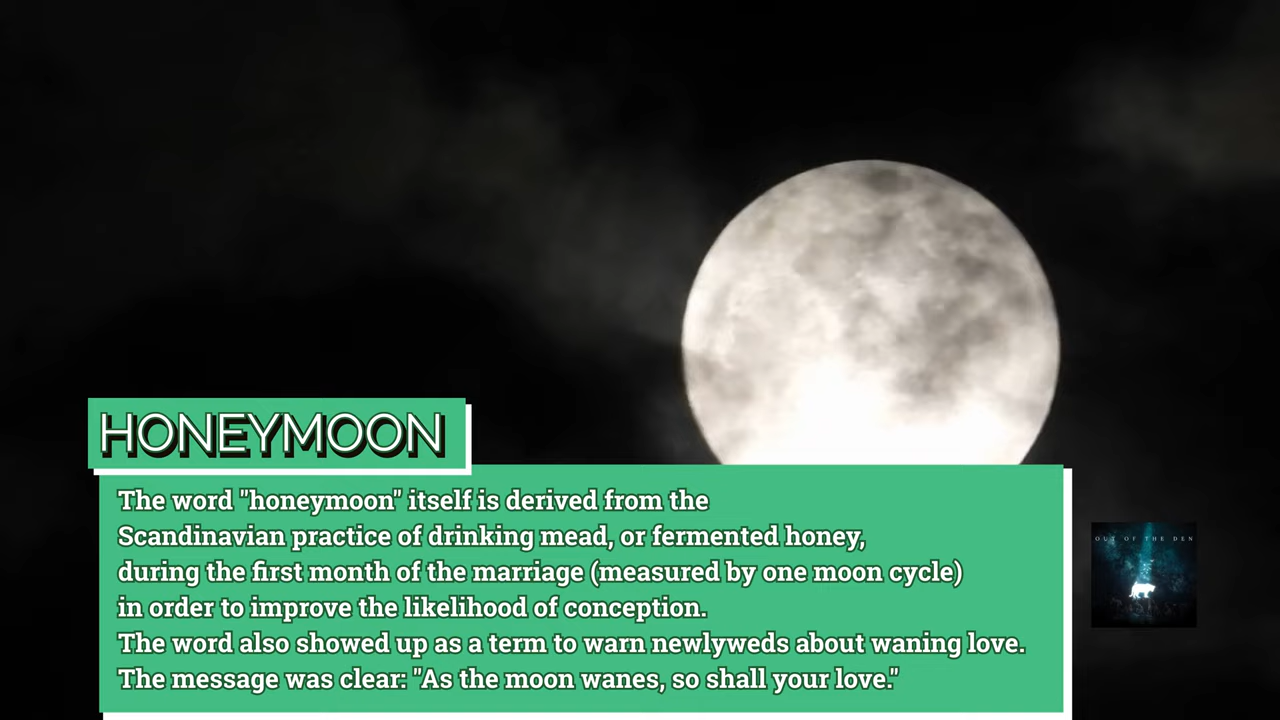 HONEYMOON
The word "honeymoon" itself is derived from the
Scandinavian practice of drinking mead, or fermented honey,
during the first month of the marriage (measured by one moon cycle)
in order to improve the likelihood of conception.
The word also showed up as a term to warn newlyweds about waning love.
The message was clear: "As the moon wanes, so shall your love."
OUT OF THE DEN